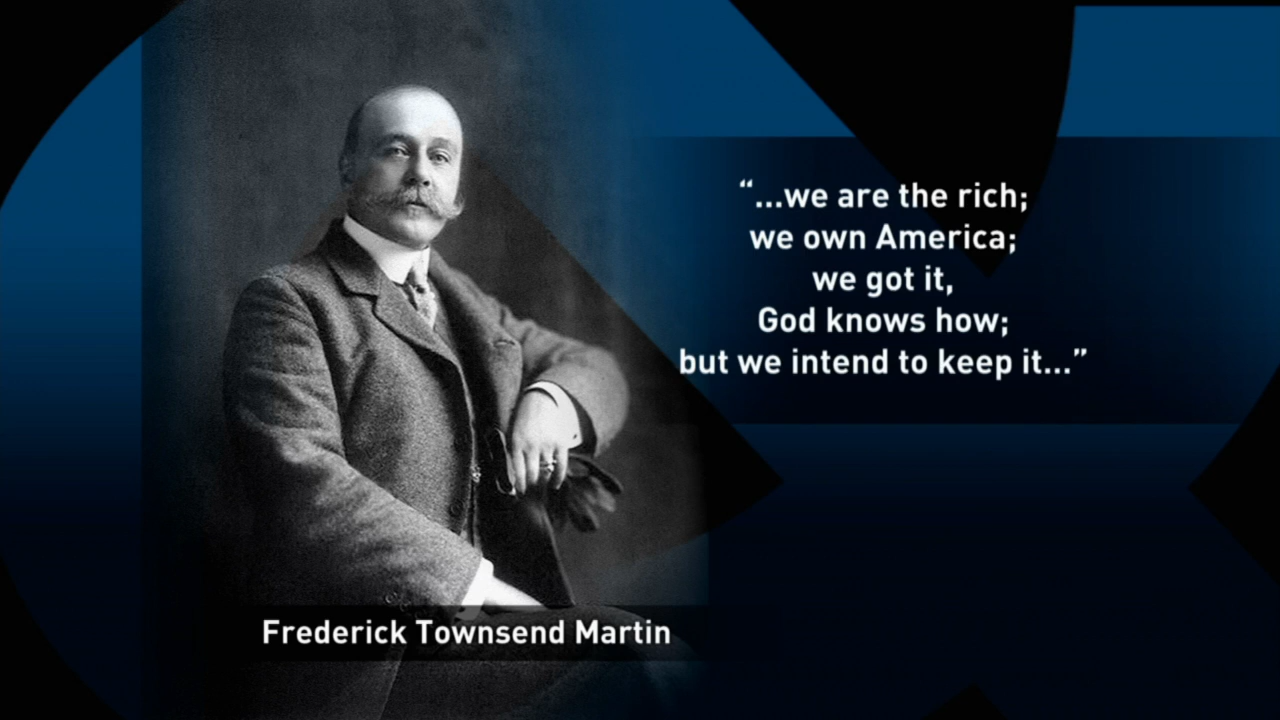 “...we are the rich;
we own America;
we got it,
God knows how;
but we intend to keep it...”
Frederick Townsend Martin